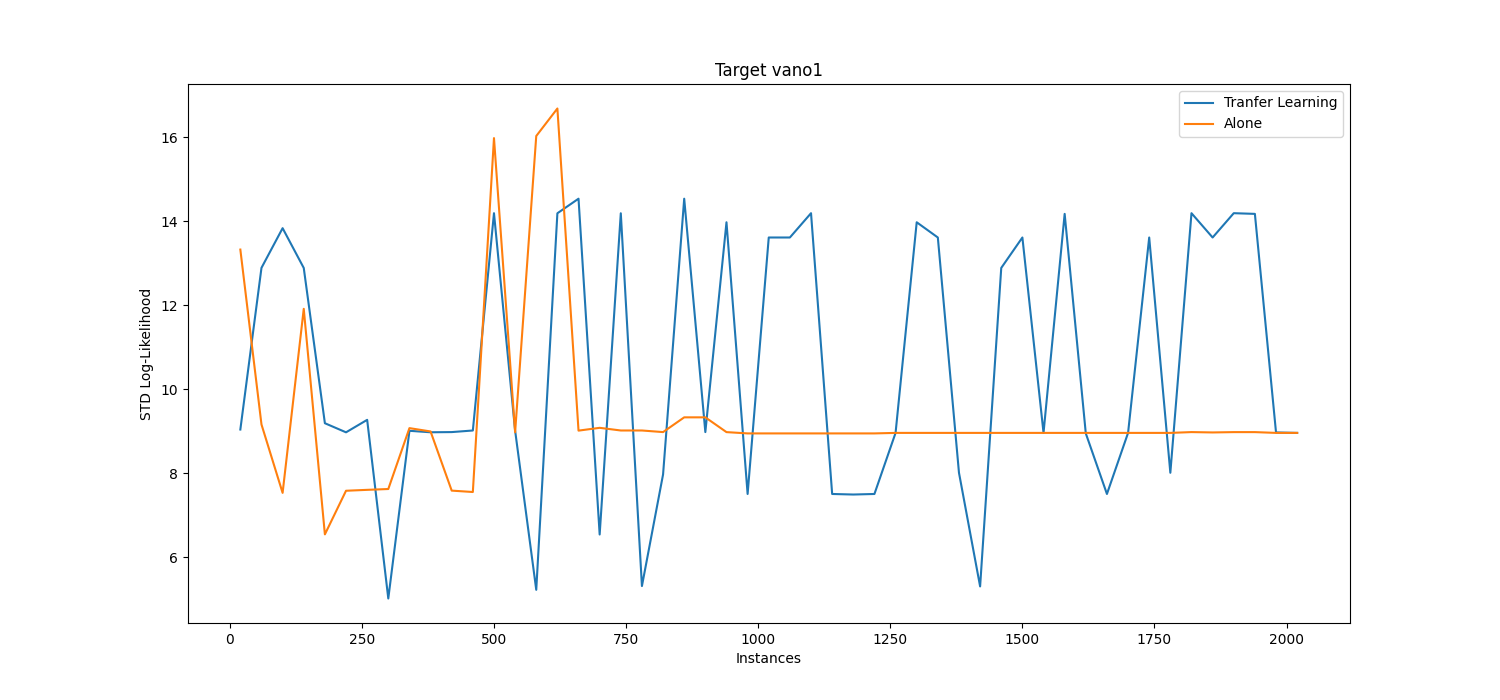 Target vano1
Tranfer Learning
Alone
STD Log-Likelihood
16
14
12
10
8
6
0 250 500 750 1000 1250 1500 1750 2000
Instances